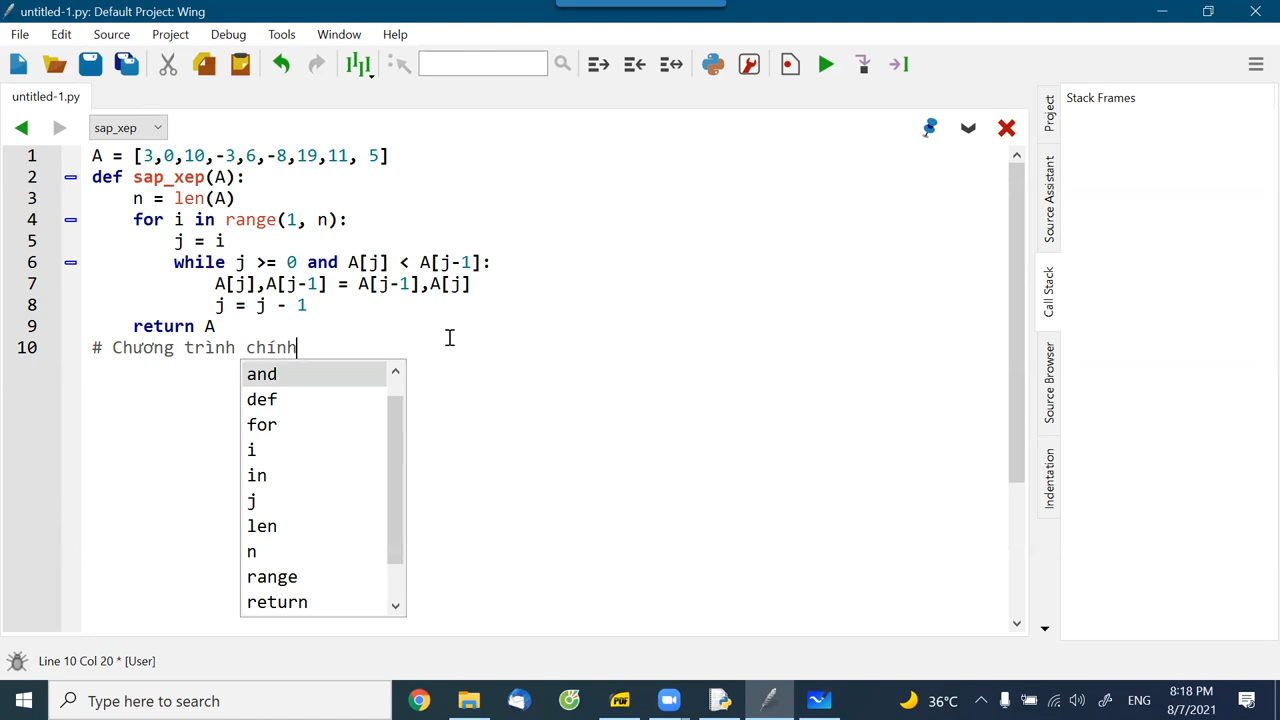 untitled-1.py: Default Project: Wing
File Edit Source Project Debug Tools Window Help
untitled-1.py
sap_xep
1 A = [3,0,10,-3,6,-8,19,11, 5]
2 def sap_xep(A):
3 n = len(A)
4 for i in range(1, n):
5 j = i
6 while j >= 0 and A[j] < A[j-1]:
7 A[j],A[j-1] = A[j-1],A[j]
8 j = j - 1
9 return A
10 # Chương trình chính
and
def
for
i
in
j
len
n
range
return
Stack Frames
Project
Source Assistant
Call Stack
Source Browser
Indentation
Line 10 Col 20 * [User]
Type here to search
PDF
36°C
ENG
8:18 PM
8/7/2021